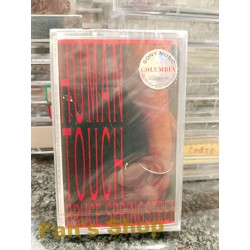 SONY MUSIC
COLUMBIA
HUMAN
TOUCH
BRUCE SPRINGSTEEN
Fan's Shop